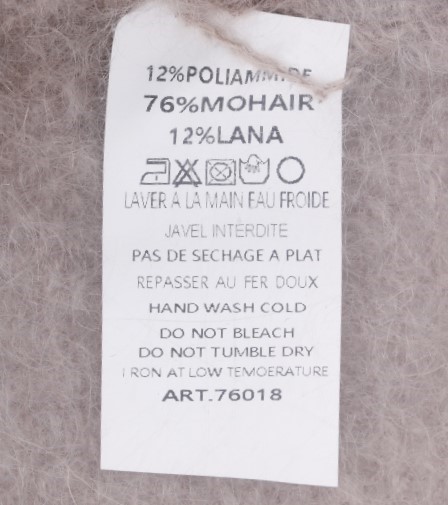 12%POLIAMMIDE
76%MOHAIR
12%LANA
LAVER A LA MAIN EAU FROIDE
JAVEL INTERDITE
PAS DE SECHAGE A PLAT
REPASSER AU FER DOUX
HAND WASH COLD
DO NOT BLEACH
DO NOT TUMBLE DRY
IRON AT LOW TEMOERATURE
ART.76018